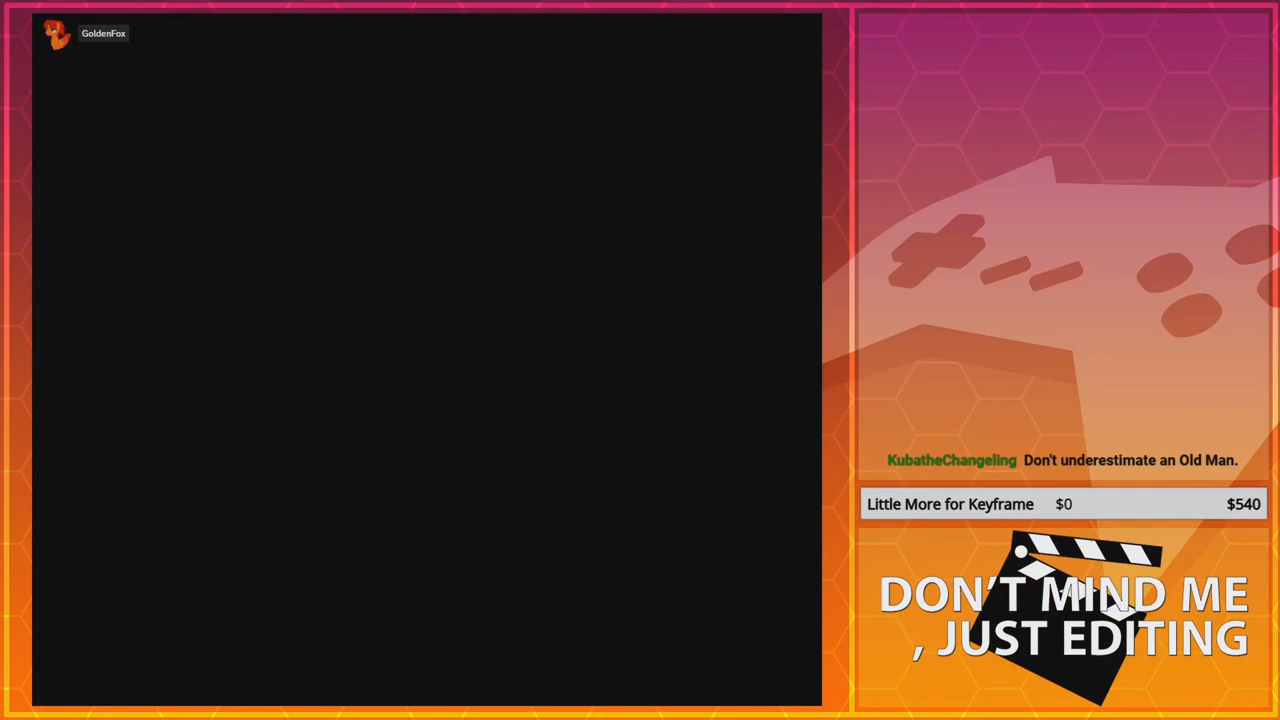 GoldenFox
KubatheChangeling Don't underestimate an Old Man.
Little More for Keyframe $0 $540
DON'T MIND ME
, JUST EDITING